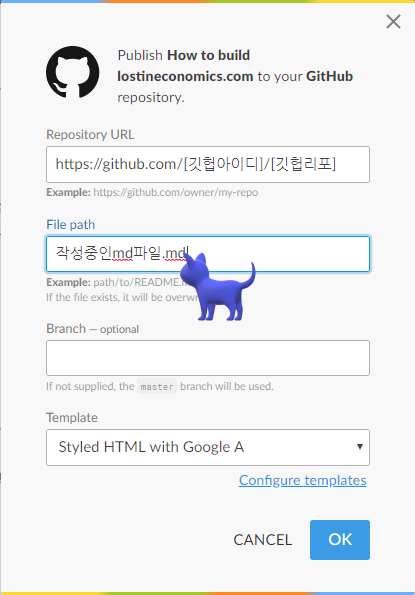 Publish How to build
lostineconomics.com to your GitHub
repository.
Repository URL
https://github.com/[깃헙아이디]/[깃헙리포]
Example: https://github.com/owner/my-repo
File path
작성중인md파일.md
Example: path/to/README.m
If the file exists, it will be overw
Branch — optional
If not supplied, the master branch will be used.
Template
Styled HTML with Google A
Configure templates
CANCEL OK